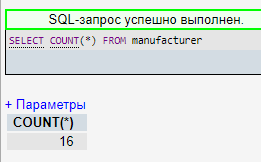 SQL-запрос успешно выполнен.
SELECT COUNT(*) FROM manufacturer
+ Параметры
COUNT(*)
16